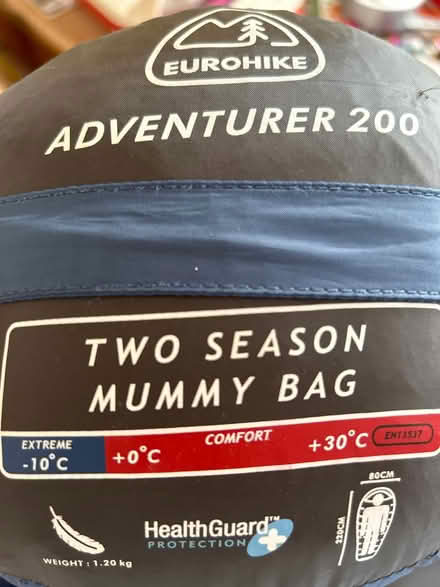 EUROHIKE
ADVENTURER 200
TWO SEASON
MUMMY BAG
EXTREME
-10°C
COMFORT
+0°C
+30°C
EN13537
80CM
220CM
HealthGuard™
PROTECTION
WEIGHT : 1.20 kg